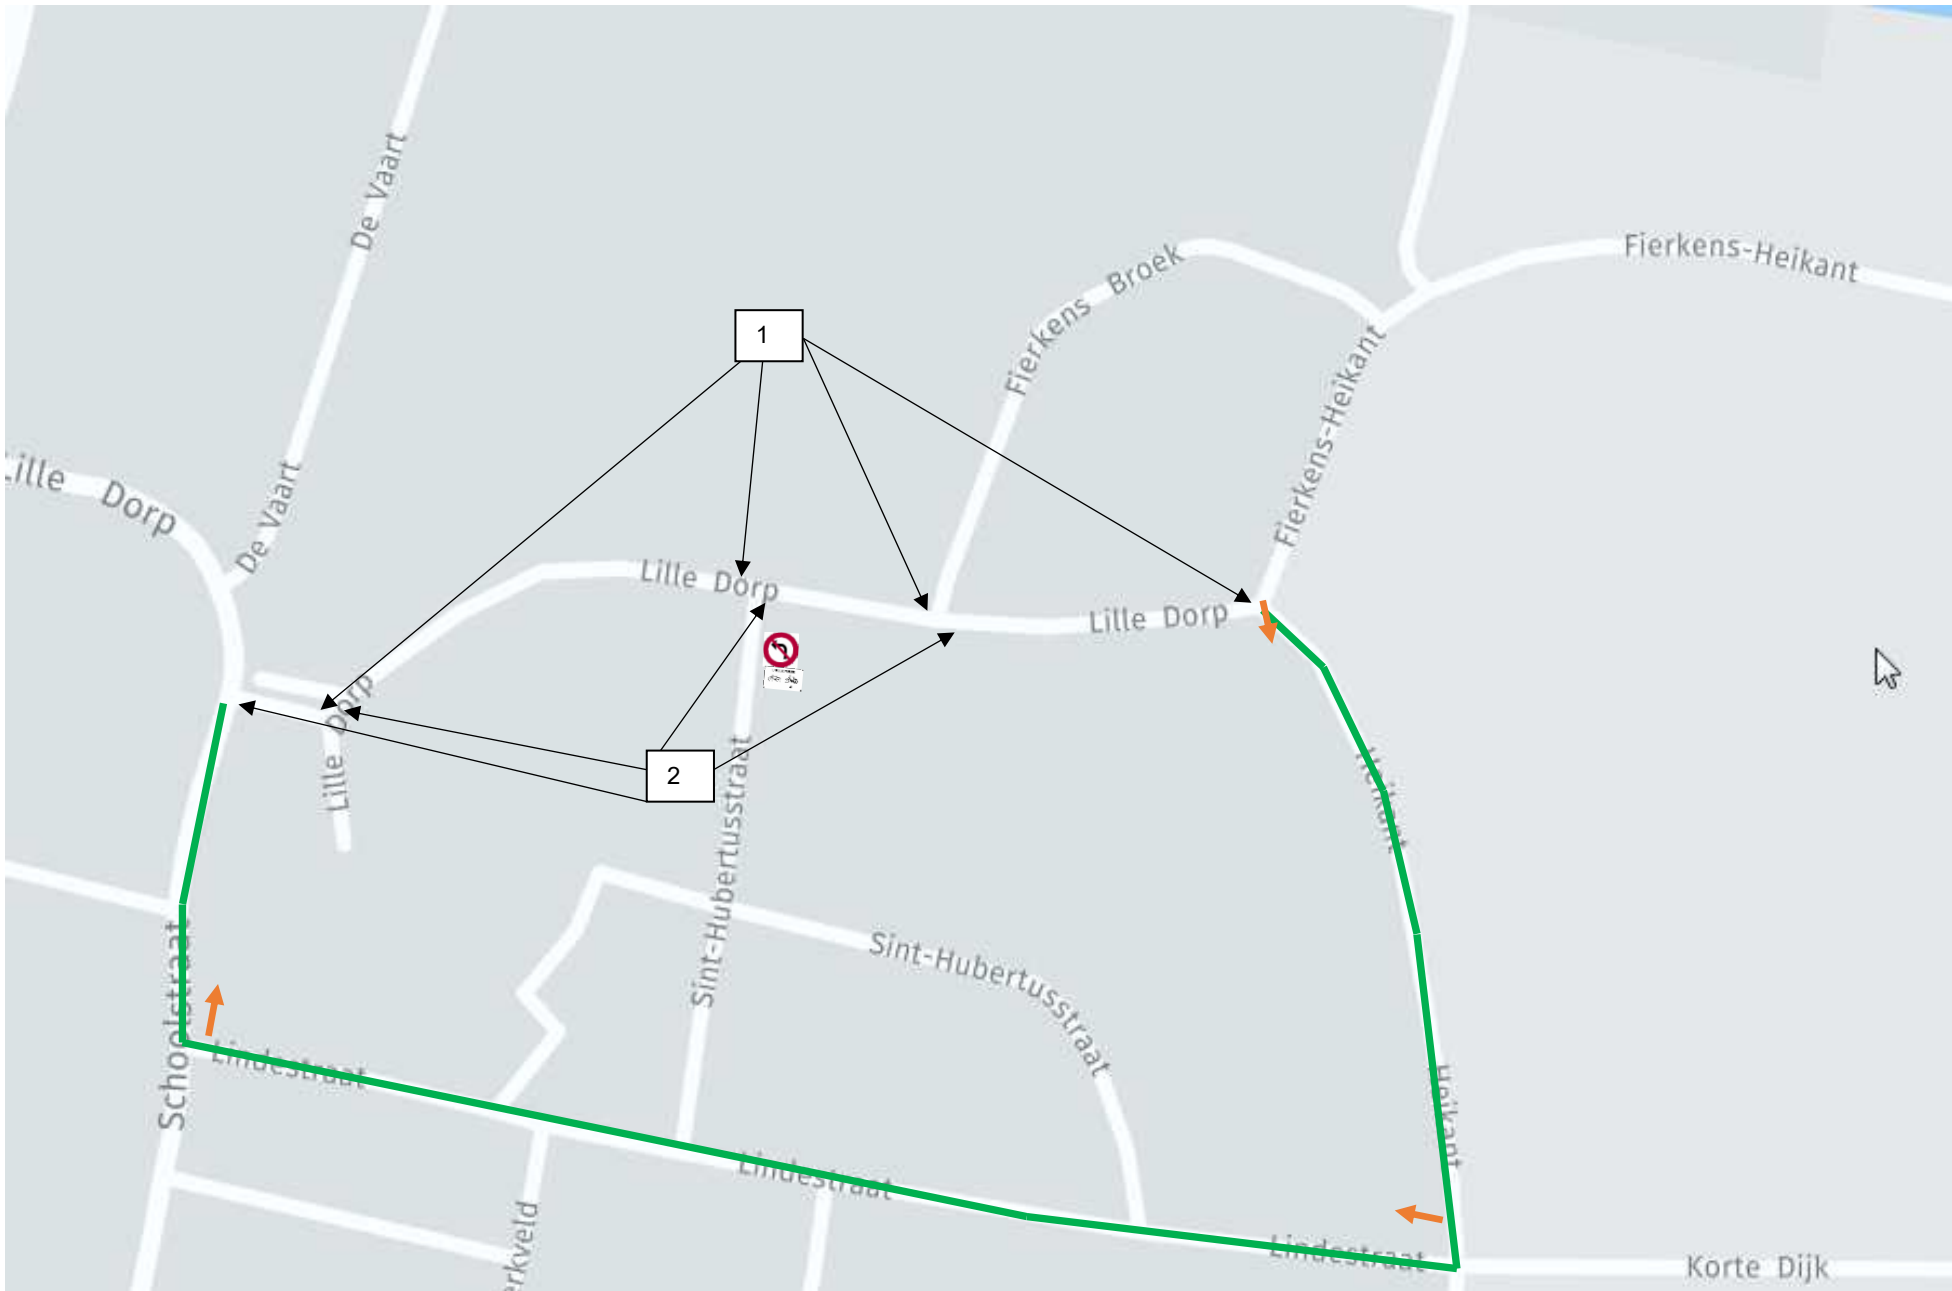 De Vaart
Fierkens-Heikant
Fierkens Broek
1
Fierkens-Heikant
Lille Dorp
De Vaart
Lille Dorp
Lille Dorp
Lille Dorp
2
Heikant
Sint-Hubertusstraat
Sint-Hubertusstraat
Schoolstraat
Lindestraat
Heikant
Lindestraat
Lindestraat
Korte Dijk
erkveld